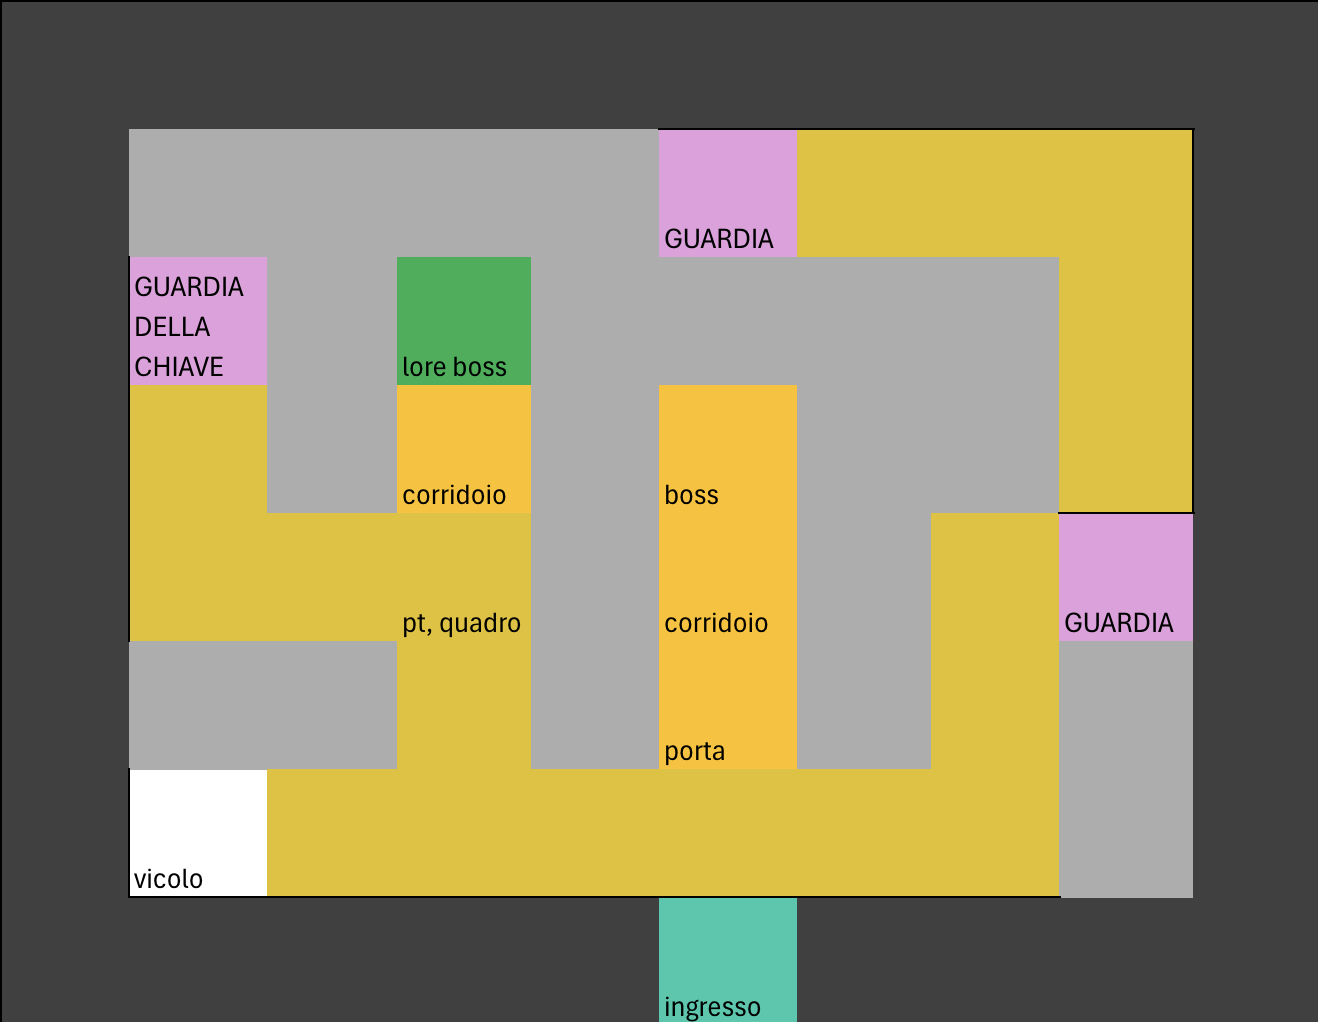 GUARDIA
GUARDIA
DELLA
CHIAVE
lore boss
corridoio
boss
pt, quadro
corridoio
GUARDIA
porta
vicolo
ingresso